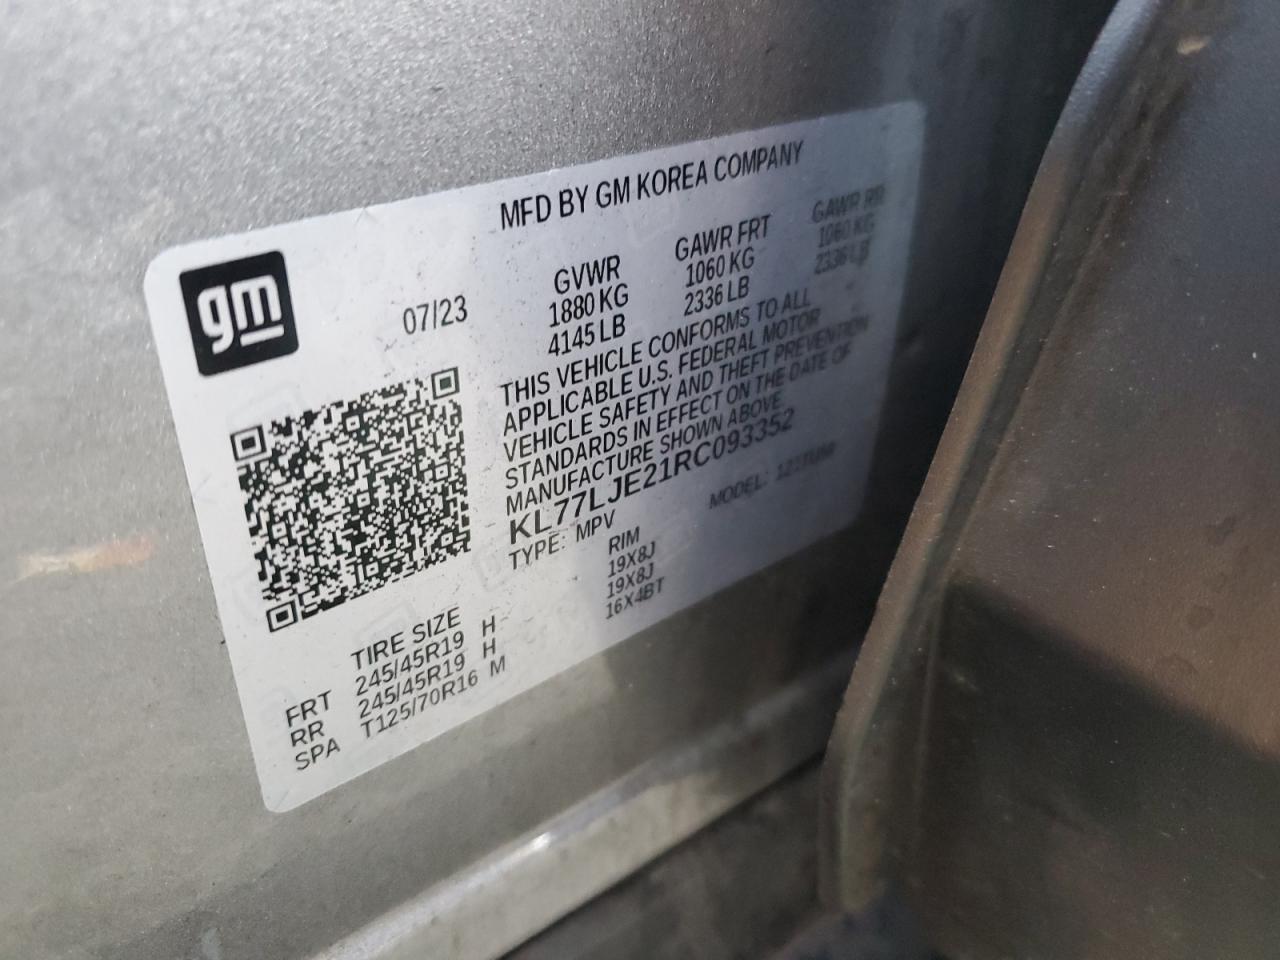 MFD BY GM KOREA COMPANY
gm
07/23
GVWR GAWR FRT GAWR RR
1880 KG 1060 KG 1060 KG
4145 LB 2336 LB 2336 LB
THIS VEHICLE CONFORMS TO ALL
APPLICABLE U.S. FEDERAL MOTOR
VEHICLE SAFETY AND THEFT PREVENTION
STANDARDS IN EFFECT ON THE DATE OF
MANUFACTURE SHOWN ABOVE
KL77LJE21RC093352
TYPE: MPV MODEL:
TIRE SIZE RIM
FRT 245/45R19 H 19X8J
RR 245/45R19 H 19X8J
SPA T125/70R16 M 16X4BT